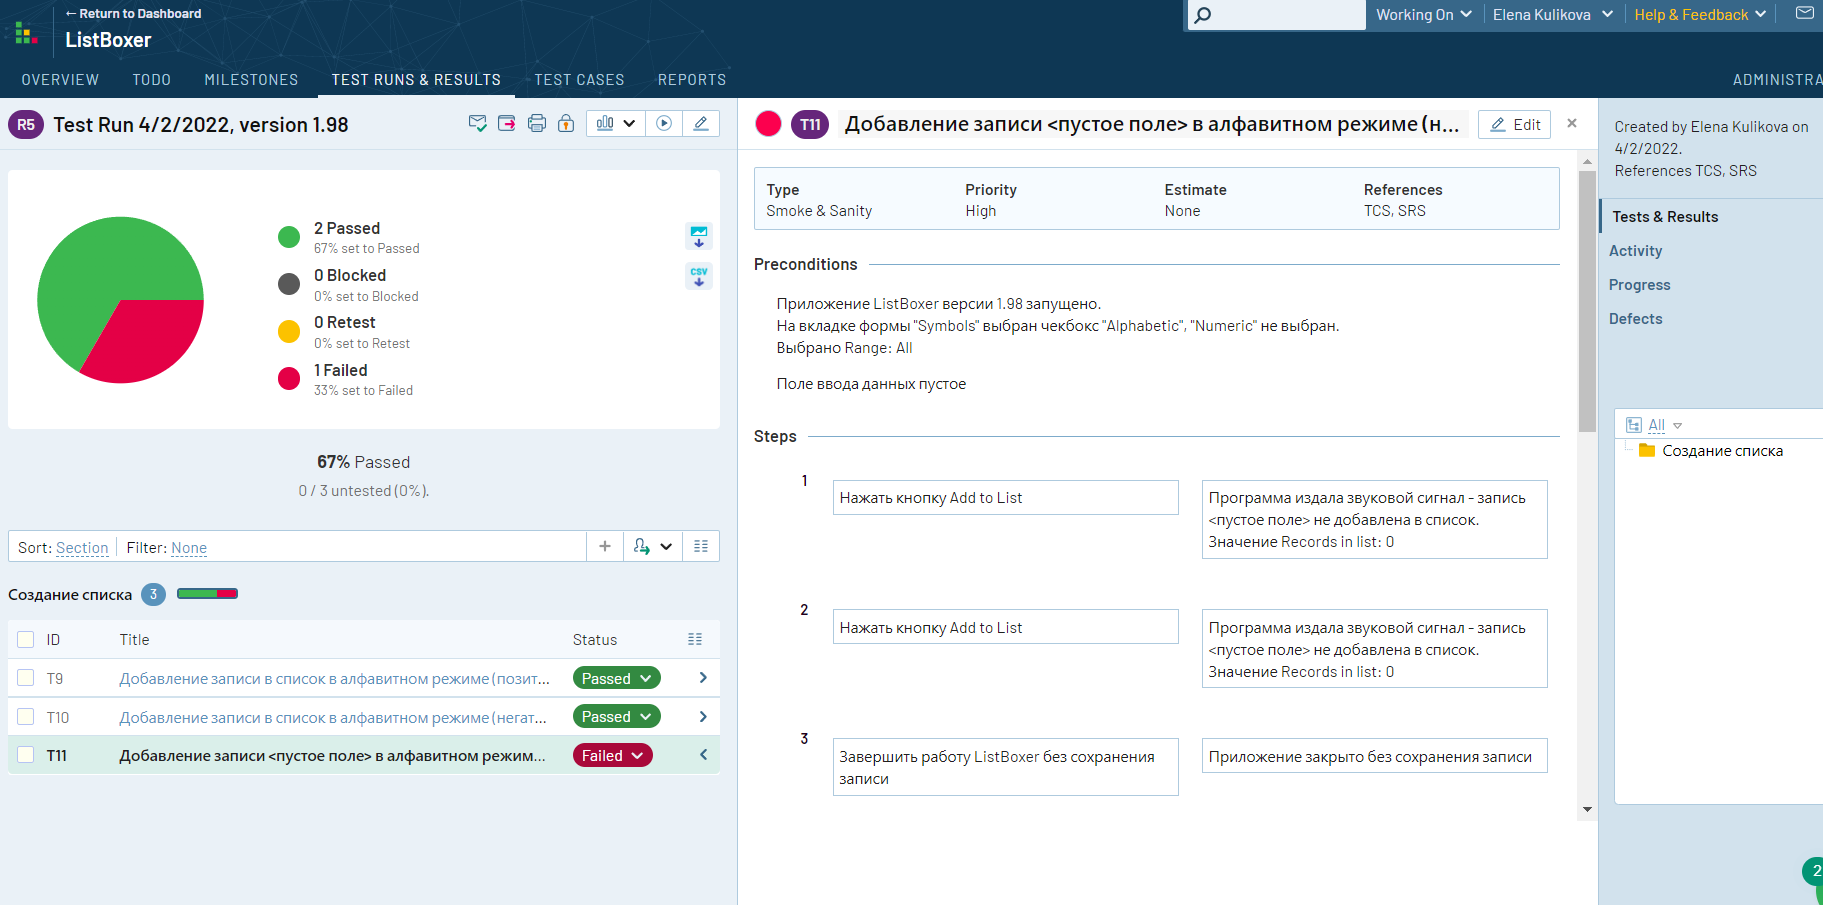 ← Return to Dashboard
ListBoxer
Working On
Elena Kulikova
Help & Feedback
OVERVIEW
TODO
MILESTONES
TEST RUNS & RESULTS
TEST CASES
REPORTS
ADMINISTRA
R5
Test Run 4/2/2022, version 1.98
2 Passed
67% set to Passed
0 Blocked
0% set to Blocked
0 Retest
0% set to Retest
1 Failed
33% set to Failed
CSV
67% Passed
0 / 3 untested (0%).
Sort: Section
Filter: None
Создание списка 3
ID Title Status
T9 Добавление записи в список в алфавитном режиме (позит... Passed
T10 Добавление записи в список в алфавитном режиме (негат... Passed
T11 Добавление записи <пустое поле> в алфавитном режим... Failed
T11 Добавление записи <пустое поле> в алфавитном режиме (н...
Edit
×
Type Priority Estimate References
Smoke & Sanity High None TCS, SRS
Preconditions
Приложение ListBoxer версии 1.98 запущено.
На вкладке формы "Symbols" выбран чекбокс "Alphabetic", "Numeric" не выбран.
Выбрано Range: All
Поле ввода данных пустое
Steps
1
Нажать кнопку Add to List
Программа издала звуковой сигнал - запись
<пустое поле> не добавлена в список.
Значение Records in list: 0
2
Нажать кнопку Add to List
Программа издала звуковой сигнал - запись
<пустое поле> не добавлена в список.
Значение Records in list: 0
3
Завершить работу ListBoxer без сохранения
записи
Приложение закрыто без сохранения записи
Created by Elena Kulikova on
4/2/2022.
References TCS, SRS
Tests & Results
Activity
Progress
Defects
All
Создание списка
2